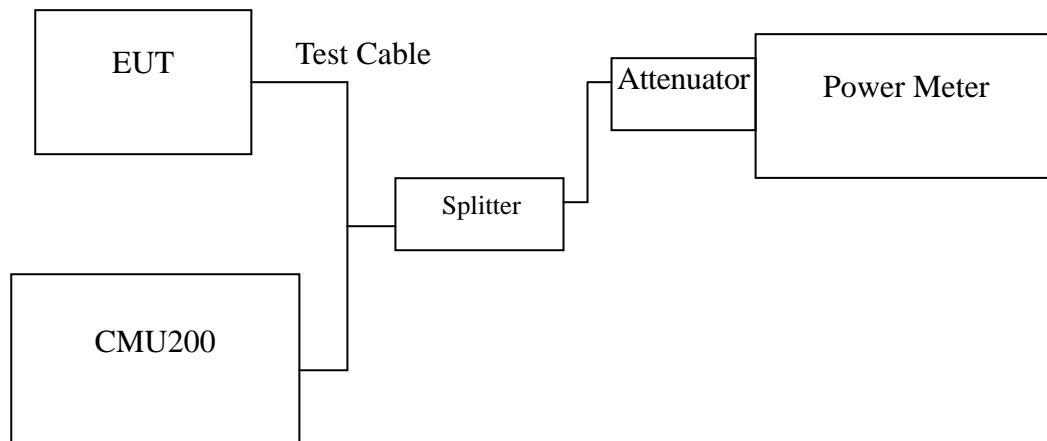 EUT
Test Cable
Attenuator
Power Meter
Splitter
CMU200